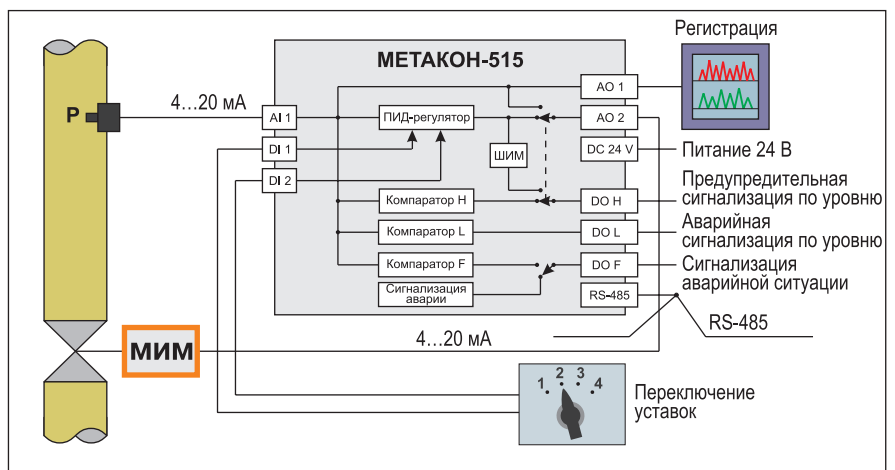 Регистрация
МЕТАКОН-515
P
4...20 мА
AI 1
ПИД-регулятор
AO 1
AO 2
DI 1
DI 2
ШИМ
DC 24 V
Питание 24 В
Компаратор H
DO H
Предупредительная
сигнализация по уровню
Компаратор L
DO L
Аварийная
сигнализация по уровню
Компаратор F
DO F
Сигнализация
аварийной ситуации
Сигнализация
аварии
RS-485
RS-485
МИМ
4...20 мА
1 2 3 4
Переключение
уставок